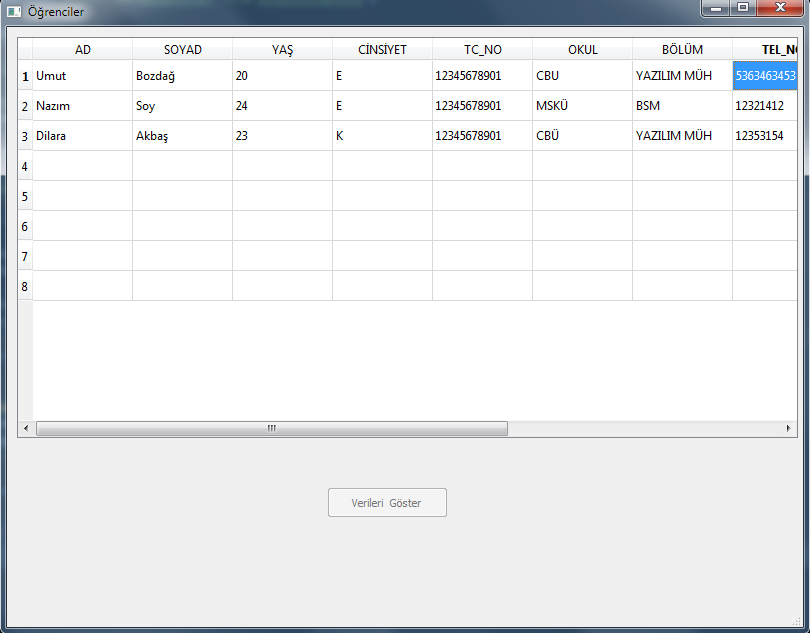 Öğrenciler
AD SOYAD YAŞ CİNSİYET TC_NO OKUL BÖLÜM TEL_NO
1 Umut Bozdağ 20 E 12345678901 CBU YAZILIM MÜH 5363463453
2 Nazım Soy 24 E 12345678901 MSKÜ BSM 12321412
3 Dilara Akbaş 23 K 12345678901 CBÜ YAZILIM MÜH 12353154
4
5
6
7
8
Verileri Göster